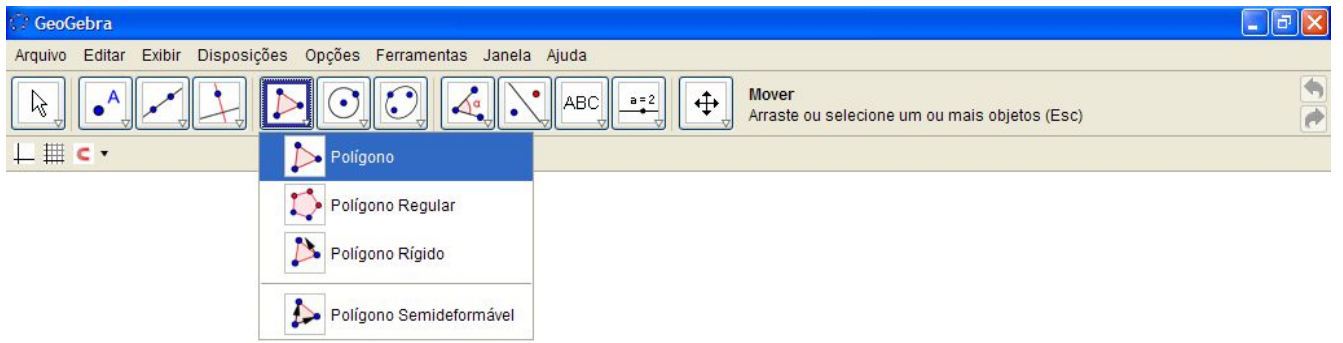 GeoGebra
Arquivo Editar Exibir Disposições Opções Ferramentas Janela Ajuda
A
α
ABC
a=2
Mover
Arraste ou selecione um ou mais objetos (Esc)
Polígono
Polígono Regular
Polígono Rígido
Polígono Semideformável